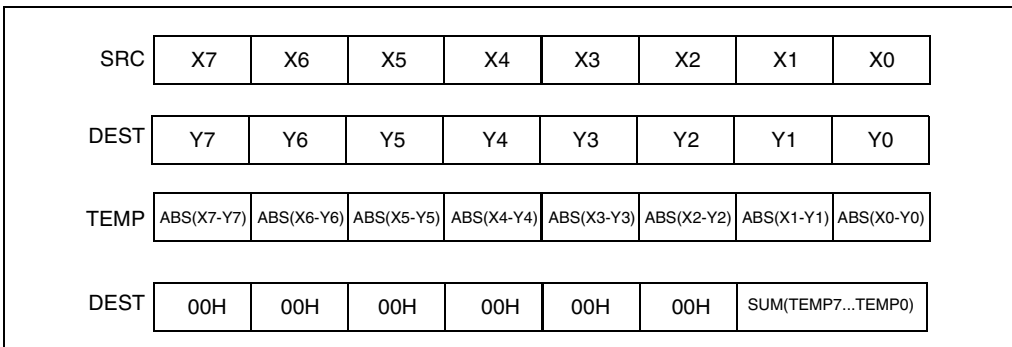 SRC X7 X6 X5 X4 X3 X2 X1 X0
DEST Y7 Y6 Y5 Y4 Y3 Y2 Y1 Y0
TEMP ABS(X7-Y7) ABS(X6-Y6) ABS(X5-Y5) ABS(X4-Y4) ABS(X3-Y3) ABS(X2-Y2) ABS(X1-Y1) ABS(X0-Y0)
DEST 00H 00H 00H 00H 00H 00H SUM(TEMP7...TEMP0)